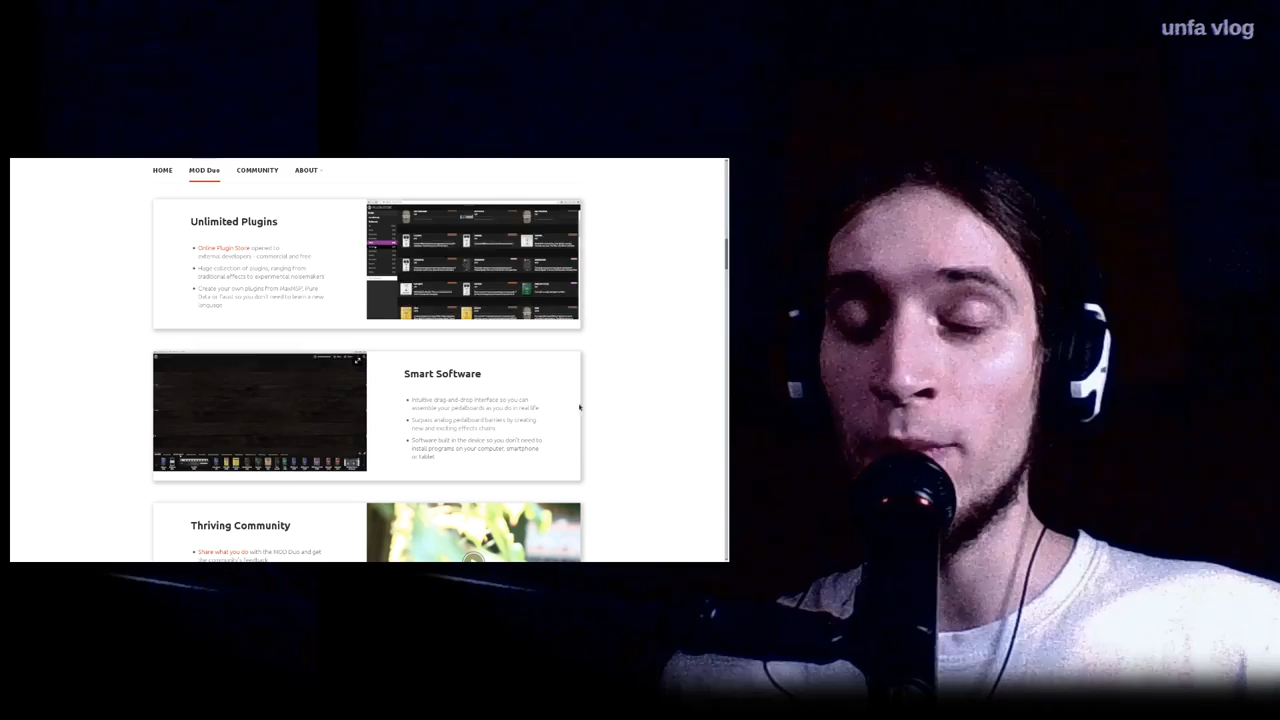 unfa vlog
HOME MOD Duo COMMUNITY ABOUT
Unlimited Plugins
Online Plugin Store opened to
external developers - commercial and free
Huge collection of plugins, ranging from
traditional effects to experimental noisemakers
Create your own plugins from MaxMSP, Pure
Data or Faust so you don't need to learn a new
language
Smart Software
Intuitive drag-and-drop interface so you can
assemble your pedalboards as you do in real life
Surpass analog pedalboard barriers by creating
new and exciting effects chains
Software built in the device so you don't need to
install programs on your computer, smartphone
or tablet
Thriving Community
Share what you do with the MOD Duo and get
the community's feedback